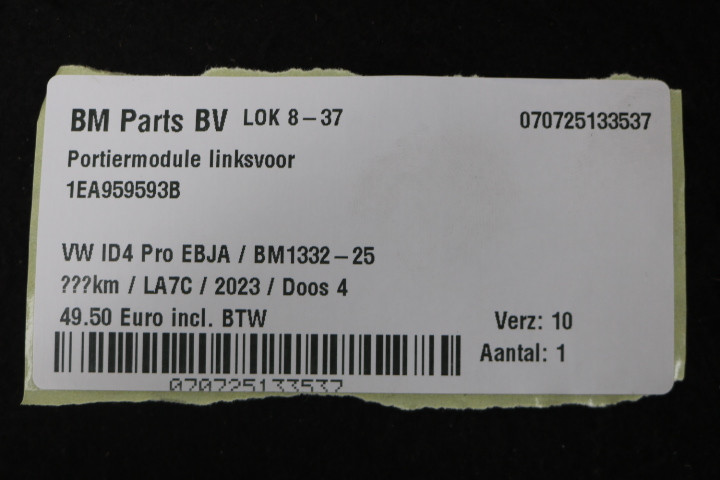 BM Parts BV LOK 8-37 070725133537
Portiermodule linksvoor
1EA959593B
VW ID4 Pro EBJA / BM1332-25
???km / LA7C / 2023 / Doos 4
49.50 Euro incl. BTW Verz: 10
Aantal: 1
070725133537